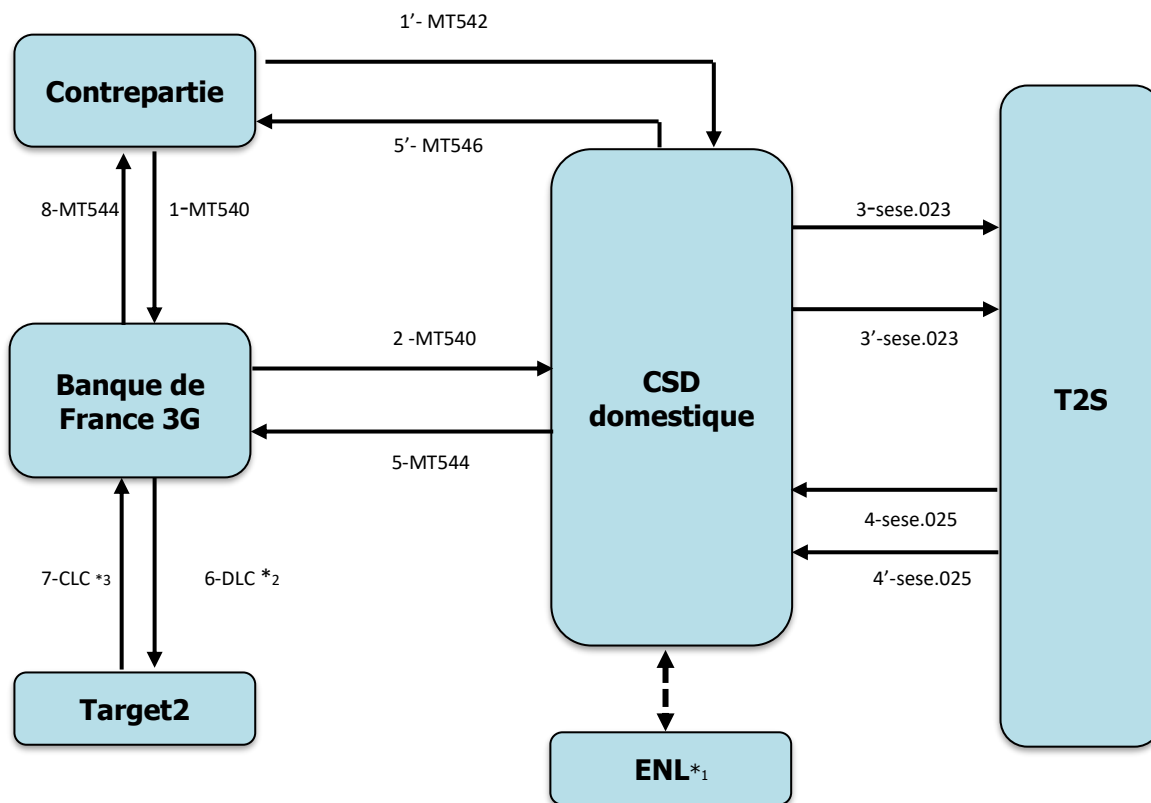 1’- MT542
Contrepartie
5’- MT546
8-MT544
1-MT540
3-sese.023
2 -MT540
3’-sese.023
Banque de
France 3G
CSD
domestique
T2S
5-MT544
4-sese.025
7-CLC *3
6-DLC *2
4’-sese.025
Target2
ENL*1